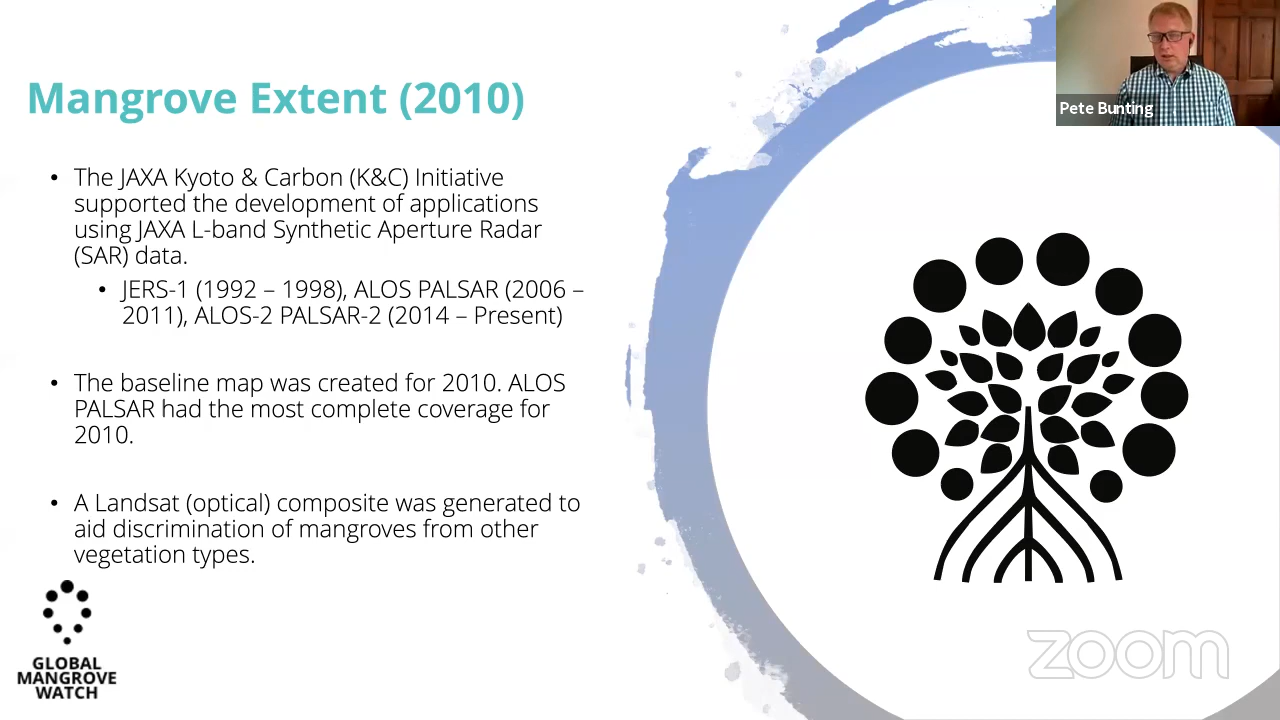 Mangrove Extent (2010)
• The JAXA Kyoto & Carbon (K&C) Initiative
supported the development of applications
using JAXA L-band Synthetic Aperture Radar
(SAR) data.
• JERS-1 (1992 – 1998), ALOS PALSAR (2006 –
2011), ALOS-2 PALSAR-2 (2014 – Present)
• The baseline map was created for 2010. ALOS
PALSAR had the most complete coverage for
2010.
• A Landsat (optical) composite was generated to
aid discrimination of mangroves from other
vegetation types.
GLOBAL
MANGROVE
WATCH
Pete Bunting
zoom